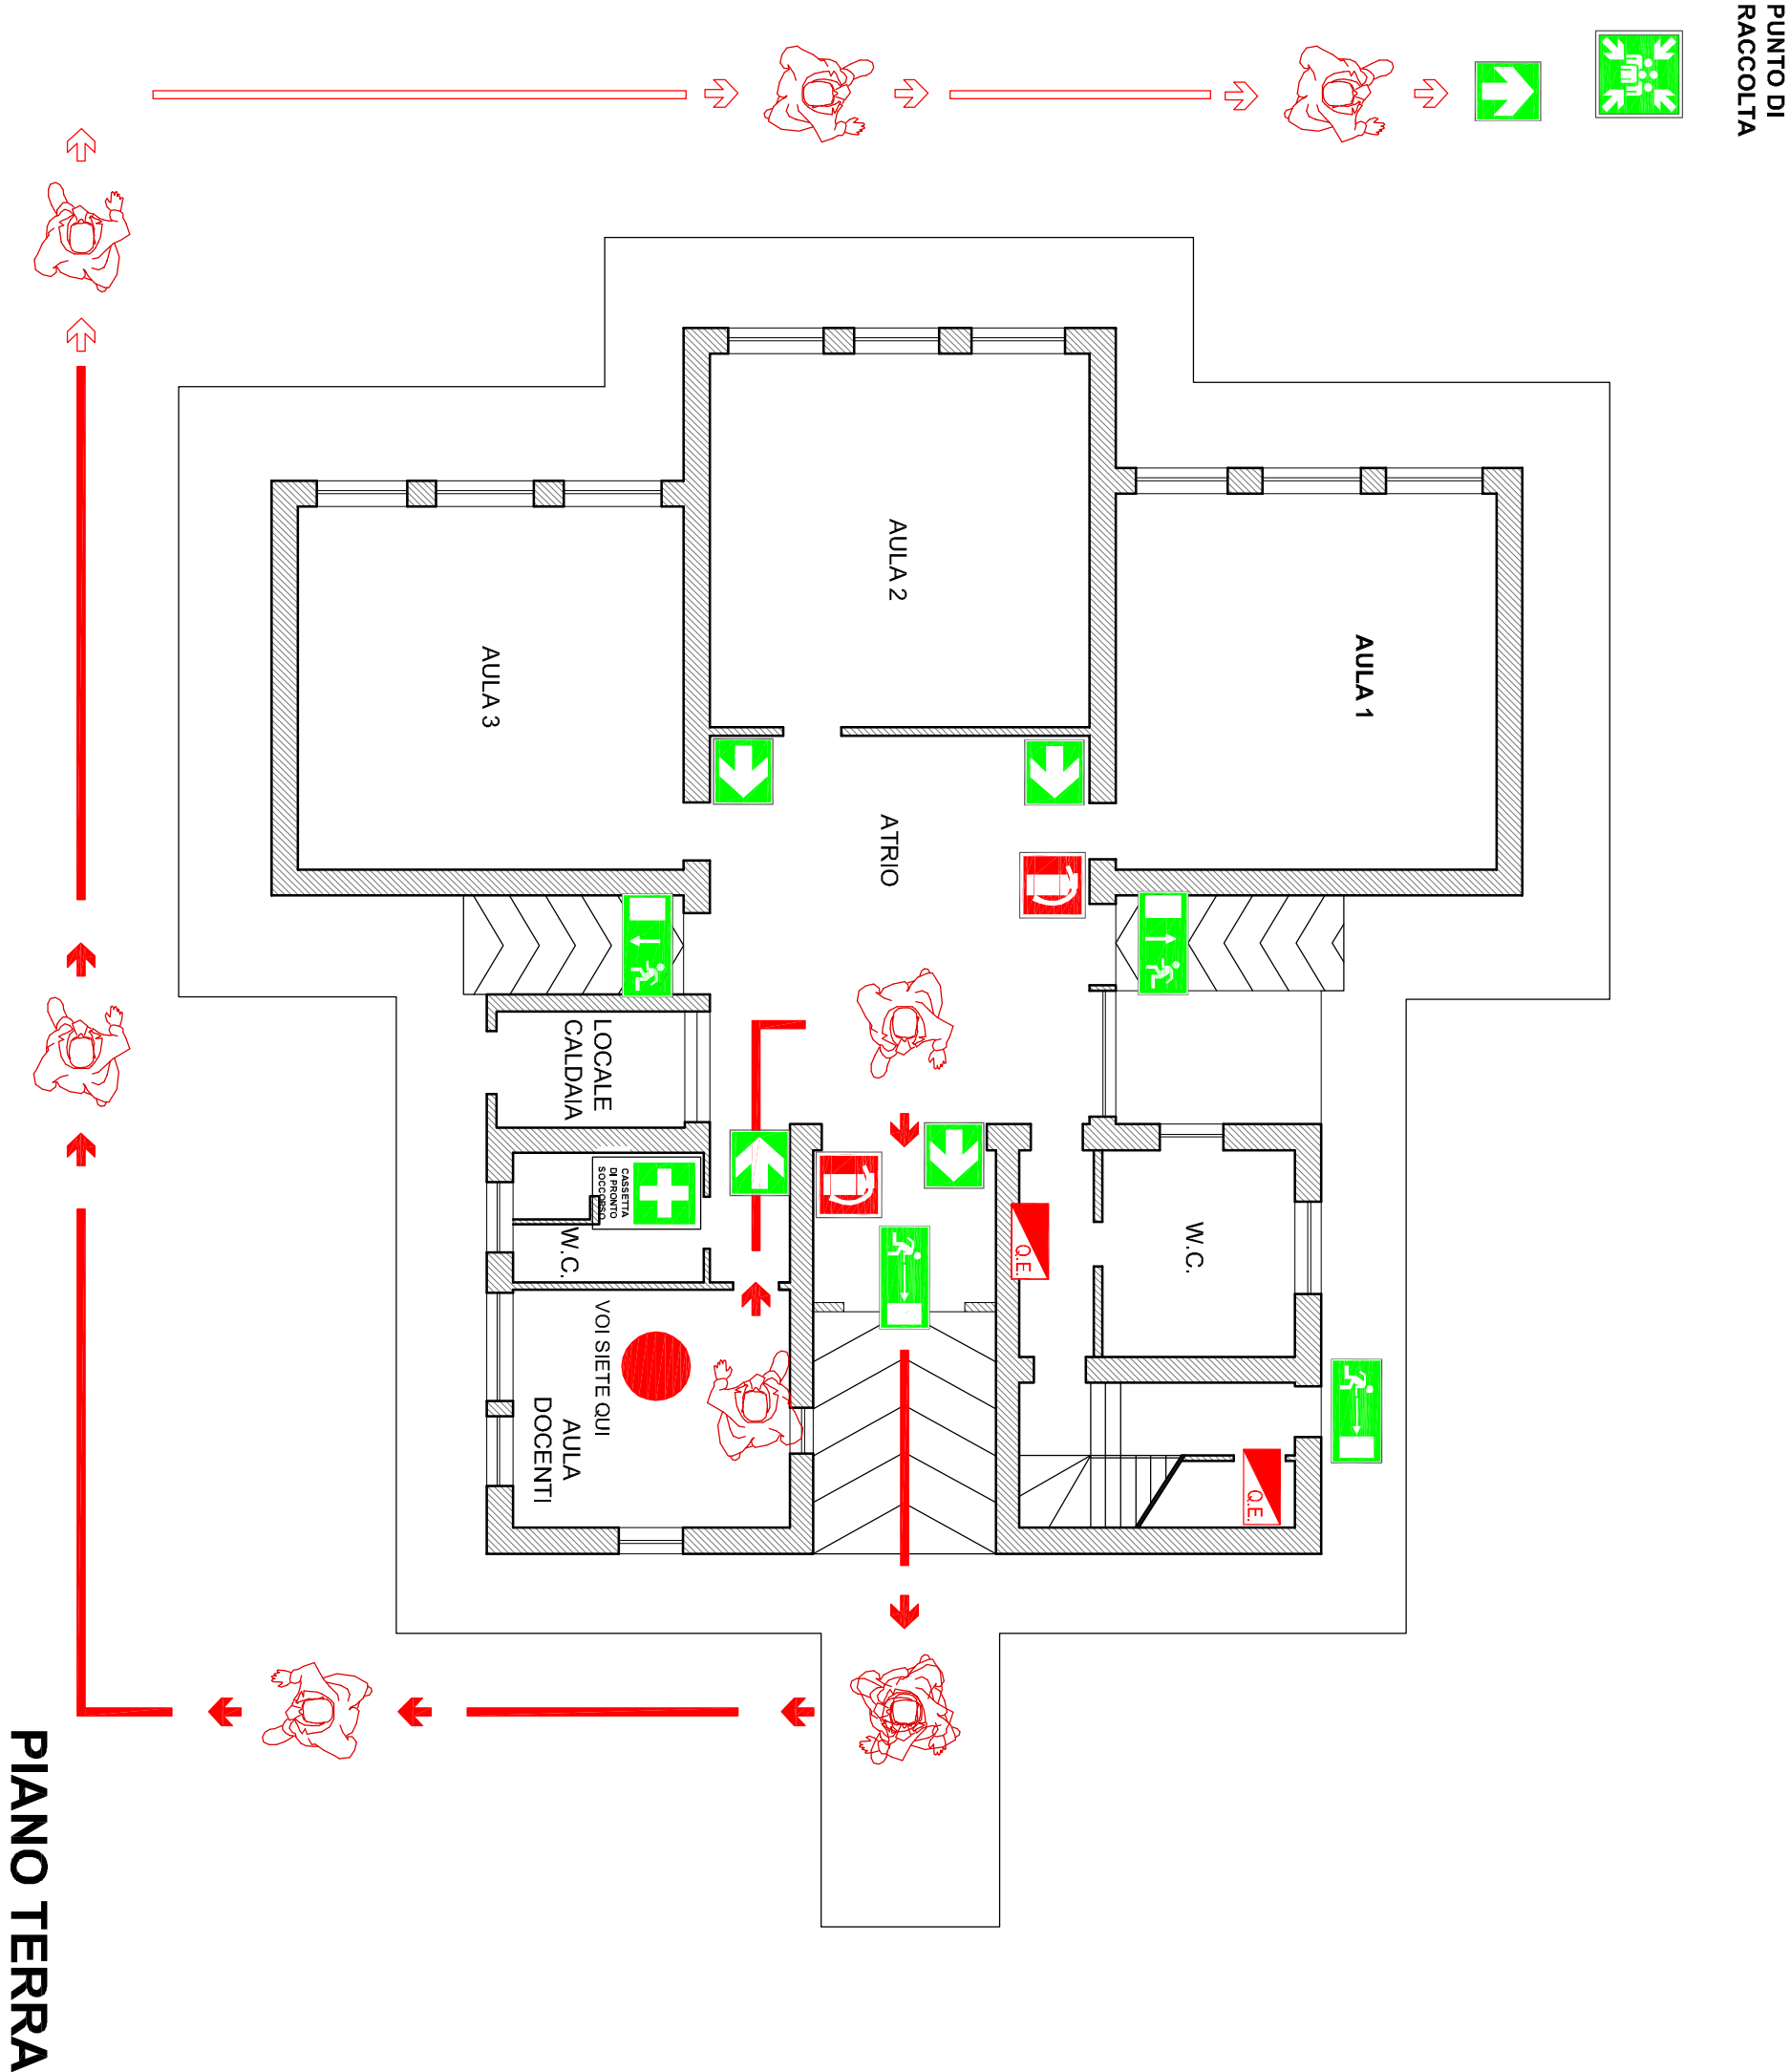 PUNTO DI
RACCOLTA
AULA 1
AULA 2
AULA 3
ATRIO
LOCALE
CALDAIA
CASSETTA
DI PRONTO
SOCCORSO
W.C.
W.C.
Q.E.
Q.E.
VOI SIETE QUI
AULA
DOCENTI
PIANO TERRA